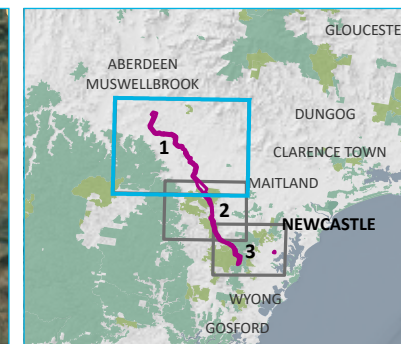 GLOUCESTE
ABERDEEN
MUSWELLBROOK
DUNGOG
1
CLARENCE TOWN
MAITLAND
2
NEWCASTLE
3
WYONG
GOSFORD